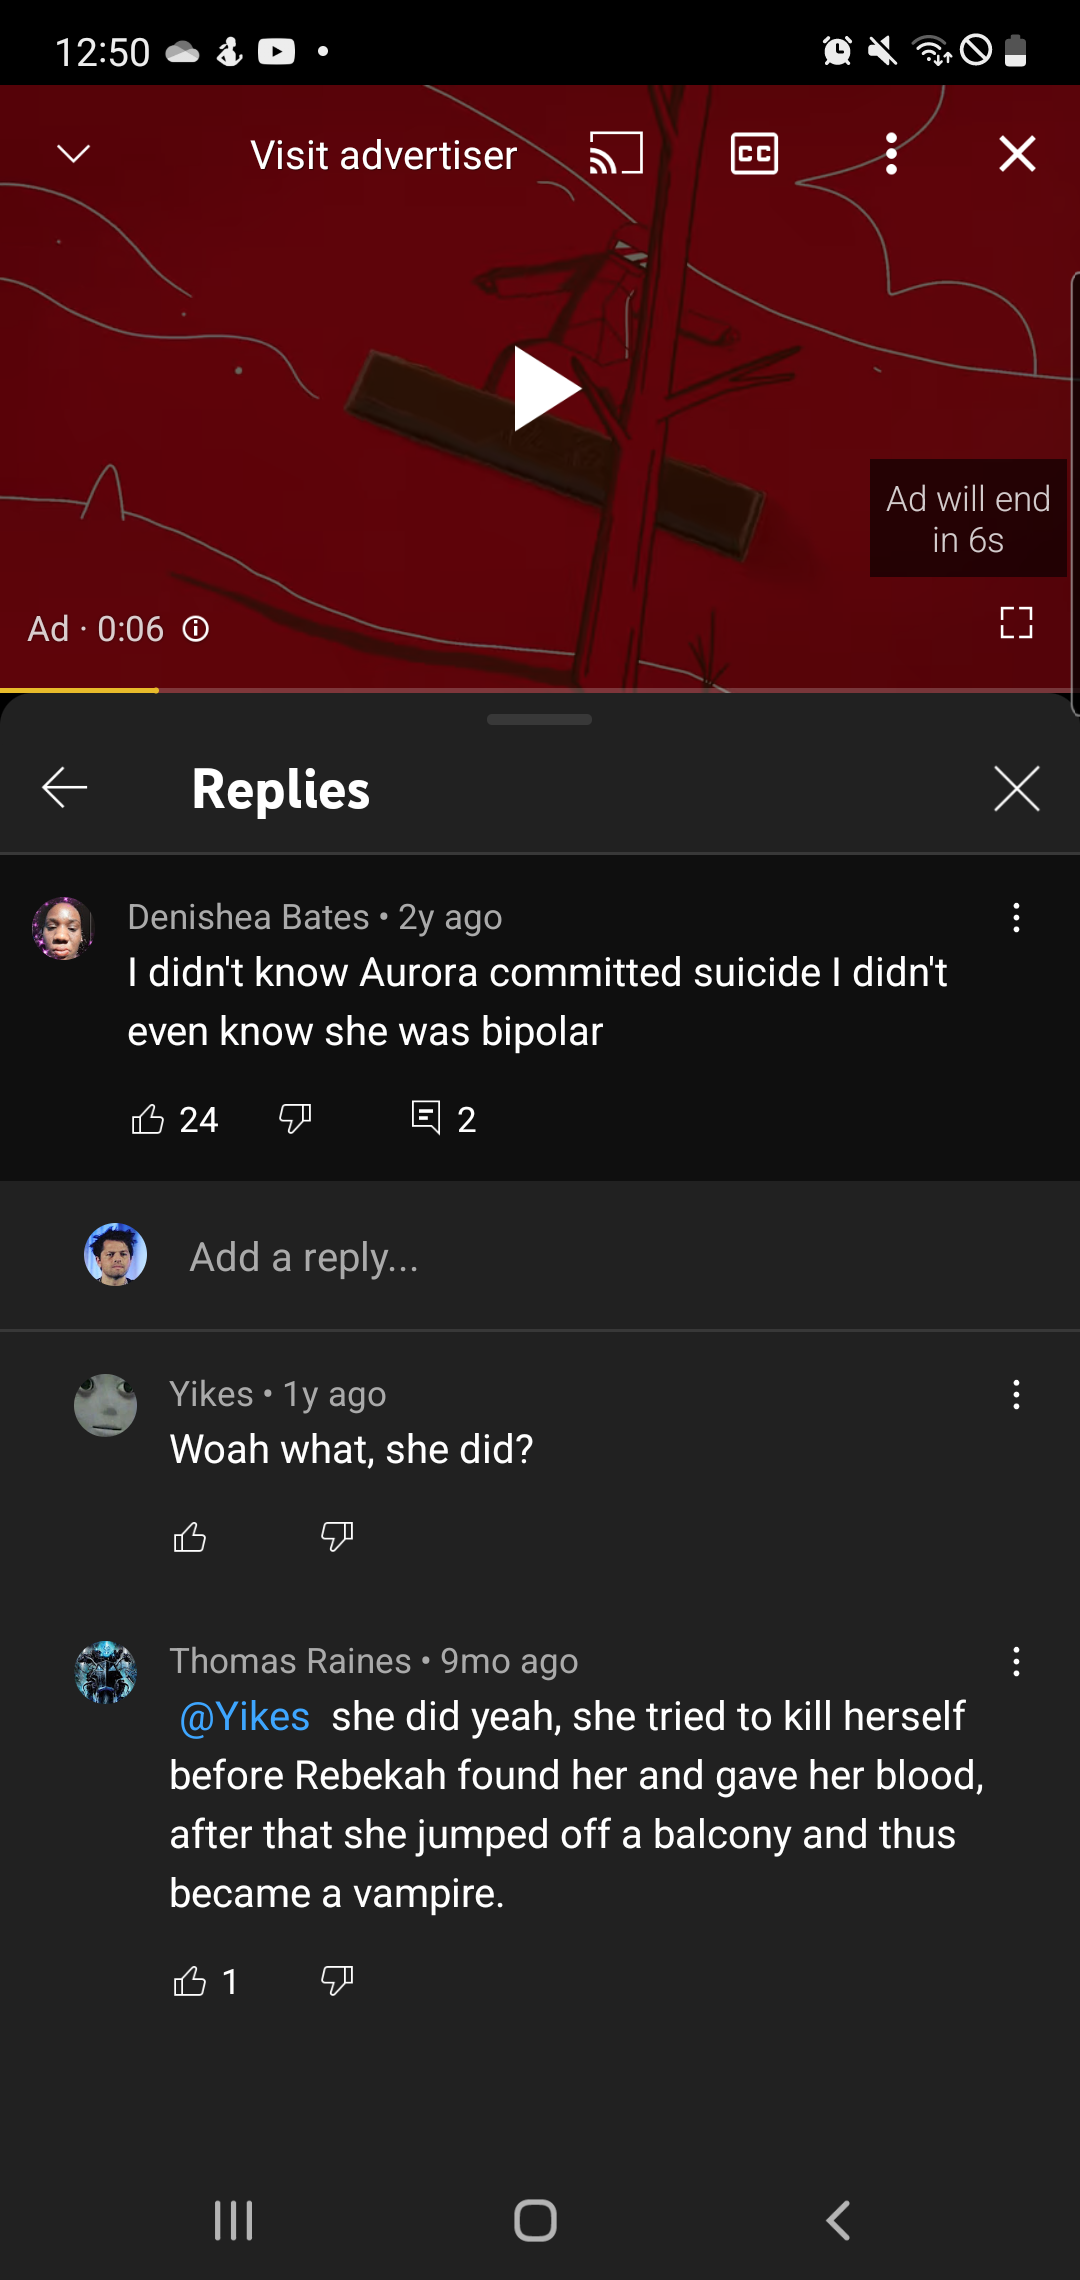 12:50
Visit advertiser
CC
Ad will end
in 6s
Ad · 0:06
Replies
Denishea Bates • 2y ago
I didn't know Aurora committed suicide I didn't
even know she was bipolar
24
2
Add a reply...
Yikes • 1y ago
Woah what, she did?
Thomas Raines • 9mo ago
@Yikes she did yeah, she tried to kill herself
before Rebekah found her and gave her blood,
after that she jumped off a balcony and thus
became a vampire.
1